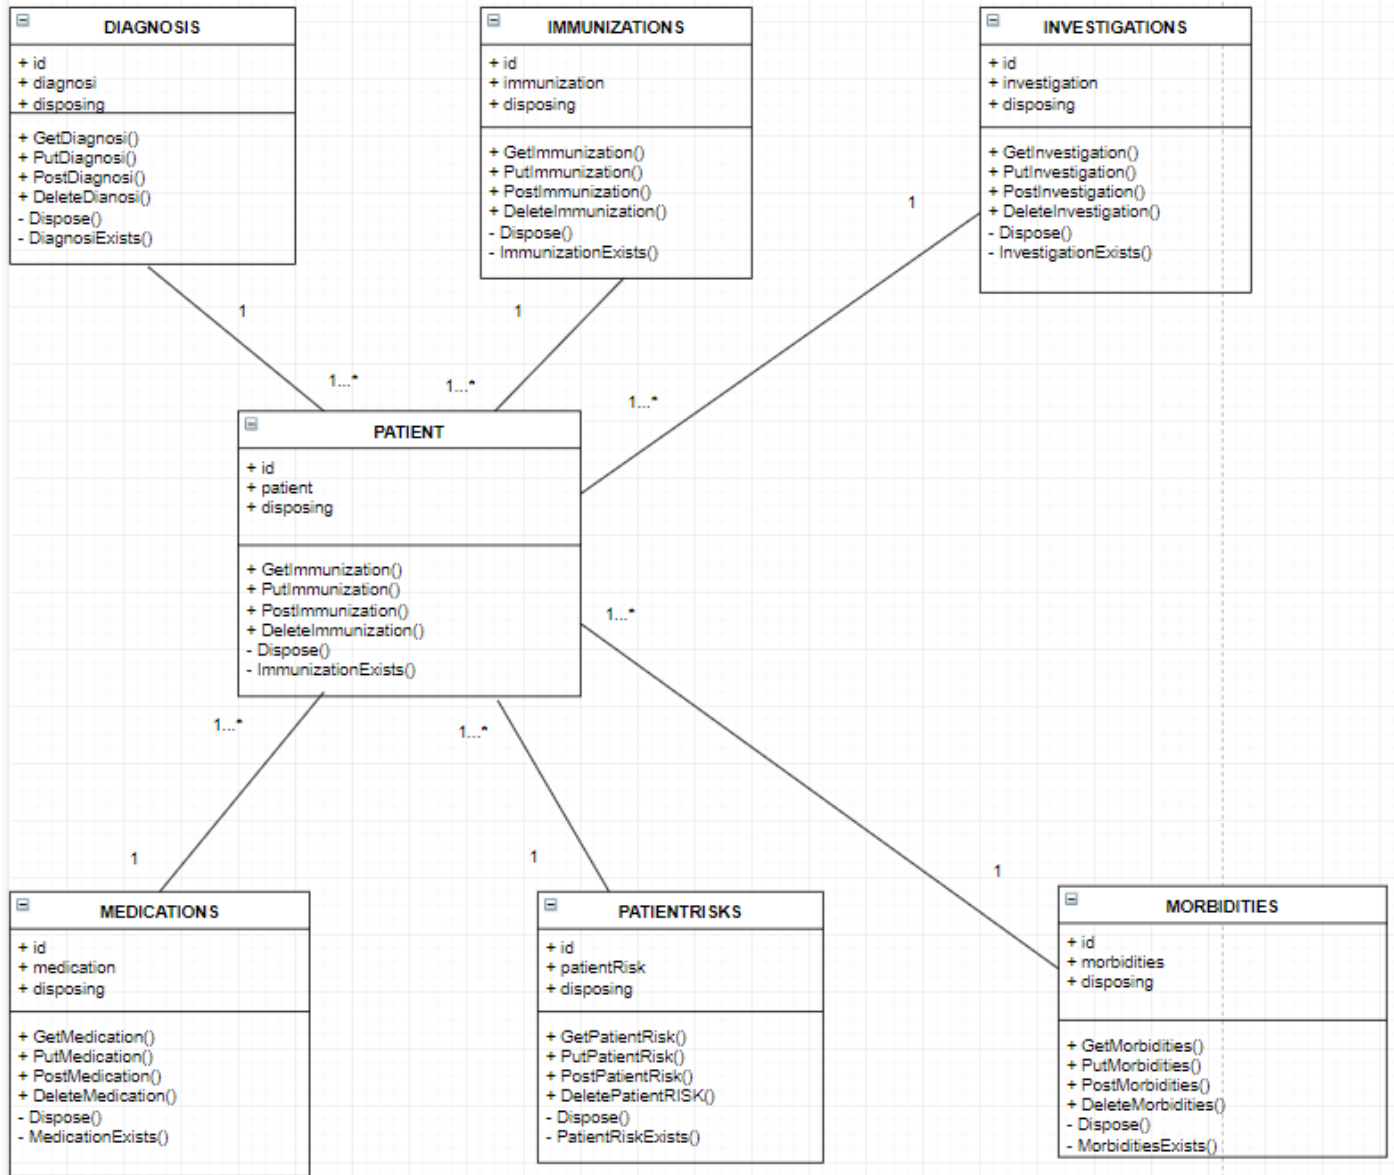 DIAGNOSIS
+ id
+ diagnosi
+ disposing
+ GetDiagnosi()
+ PutDiagnosi()
+ PostDiagnosi()
+ DeleteDianosi()
- Dispose()
- DiagnosiExists()
IMMUNIZATIONS
+ id
+ immunization
+ disposing
+ GetImmunization()
+ PutImmunization()
+ PostImmunization()
+ DeleteImmunization()
- Dispose()
- ImmunizationExists()
INVESTIGATIONS
+ id
+ investigation
+ disposing
+ GetInvestigation()
+ PutInvestigation()
+ PostInvestigation()
+ DeleteInvestigation()
- Dispose()
- InvestigationExists()
1
1
1
1...*
1...*
1...*
PATIENT
+ id
+ patient
+ disposing
+ GetImmunization()
+ PutImmunization()
+ PostImmunization()
+ DeleteImmunization()
- Dispose()
- ImmunizationExists()
1...*
1...*
1...*
1
1
1
MEDICATIONS
+ id
+ medication
+ disposing
+ GetMedication()
+ PutMedication()
+ PostMedication()
+ DeleteMedication()
- Dispose()
- MedicationExists()
PATIENTRISKS
+ id
+ patientRisk
+ disposing
+ GetPatientRisk()
+ PutPatientRisk()
+ PostPatientRisk()
+ DeletePatientRISK()
- Dispose()
- PatientRiskExists()
MORBIDITIES
+ id
+ morbidities
+ disposing
+ GetMorbidities()
+ PutMorbidities()
+ PostMorbidities()
+ DeleteMorbidities()
- Dispose()
- MorbiditiesExists()